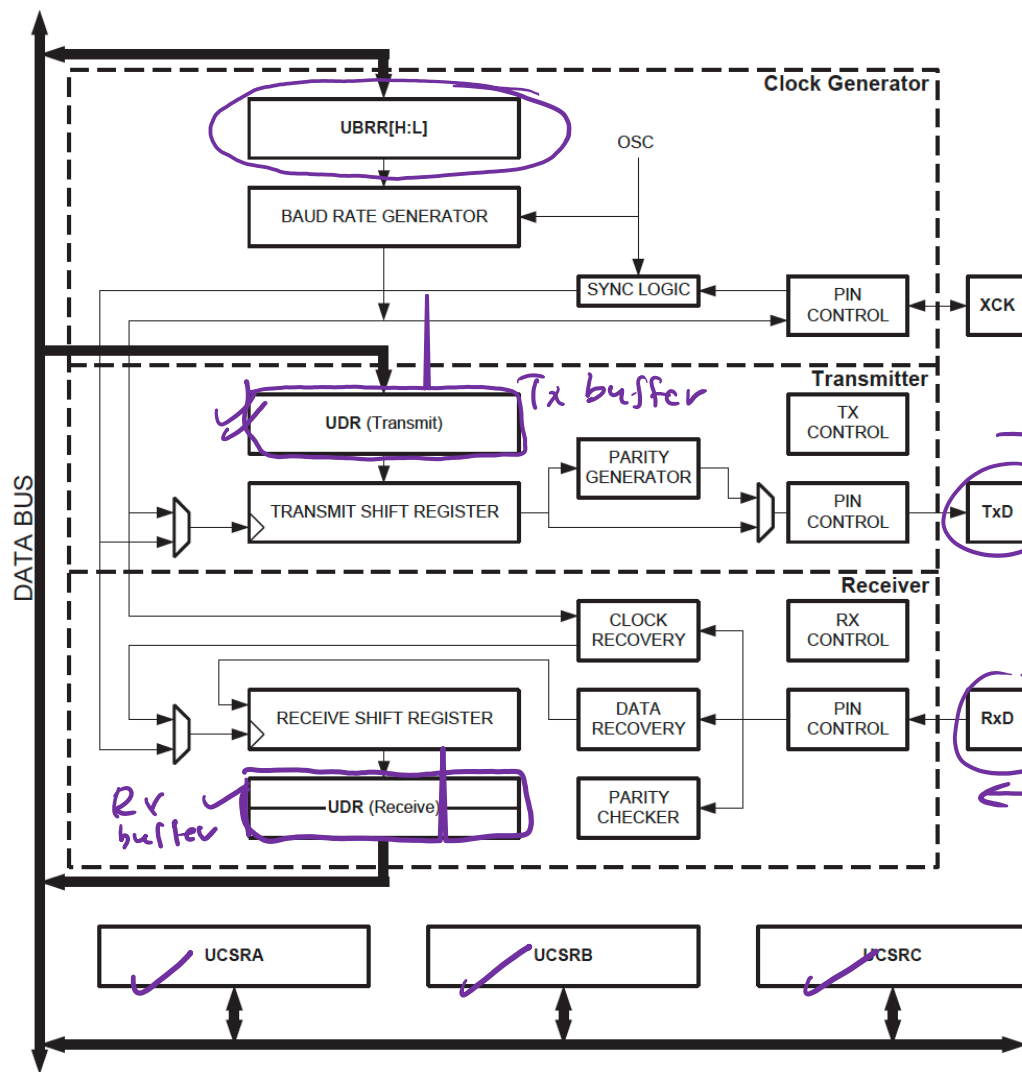 Clock Generator
UBRR[H:L]
OSC
BAUD RATE GENERATOR
SYNC LOGIC
PIN
CONTROL
XCK
Transmitter
UDR (Transmit)
Tx buffer
TX
CONTROL
PARITY
GENERATOR
TRANSMIT SHIFT REGISTER
PIN
CONTROL
TxD
DATA BUS
Receiver
CLOCK
RECOVERY
RX
CONTROL
RECEIVE SHIFT REGISTER
DATA
RECOVERY
PIN
CONTROL
RxD
UDR (Receive)
Rx
buffer
PARITY
CHECKER
UCSRA
UCSRB
UCSRC